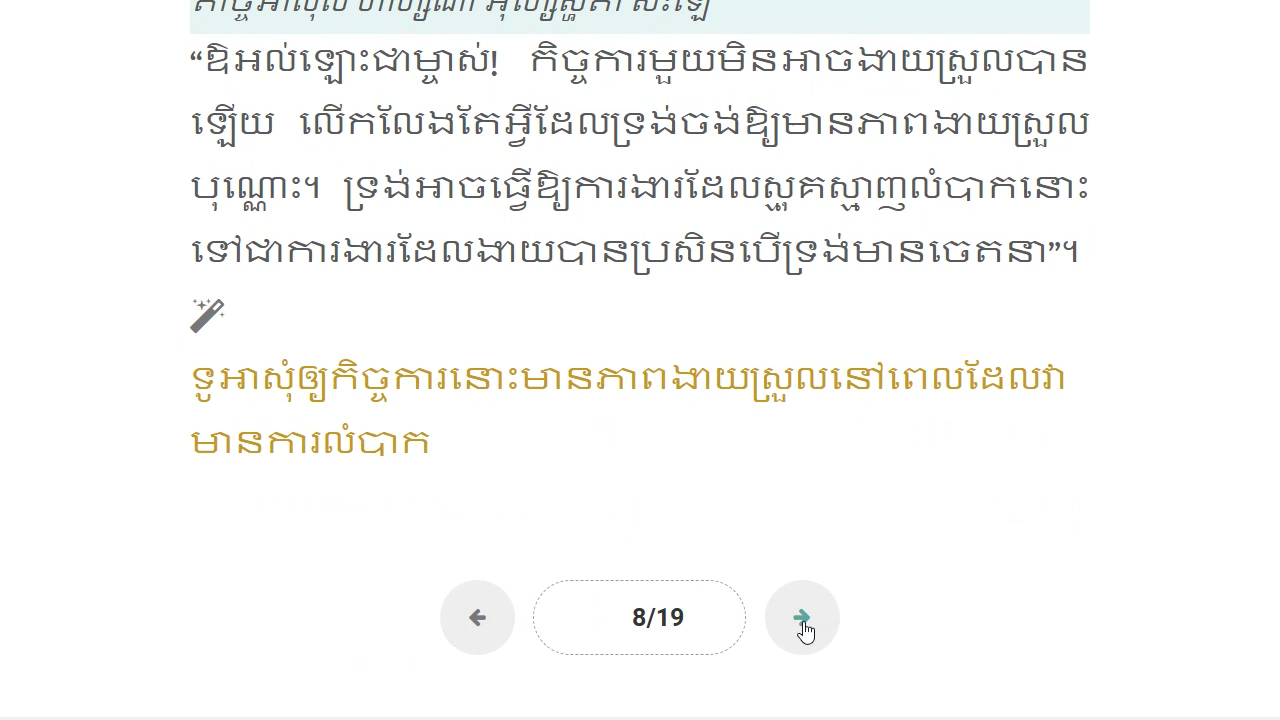 “ឱអល់ឡោះជាម្ចាស់! កិច្ចការមួយមិនអាចងាយស្រួលបាន
ឡើយ លើកលែងតែអ្វីដែលទ្រង់ចង់ឱ្យមានភាពងាយស្រួល
បុណ្ណោះ។ ទ្រង់អាចធ្វើឱ្យការងារដែលស្មុគស្មាញលំបាកនោះ
ទៅជាការងារដែលងាយបានប្រសិនបើទ្រង់មានចេតនា”។
ទូអាសុំឲ្យកិច្ចការនោះមានភាពងាយស្រួលនៅពេលដែលវា
មានការលំបាក
8/19